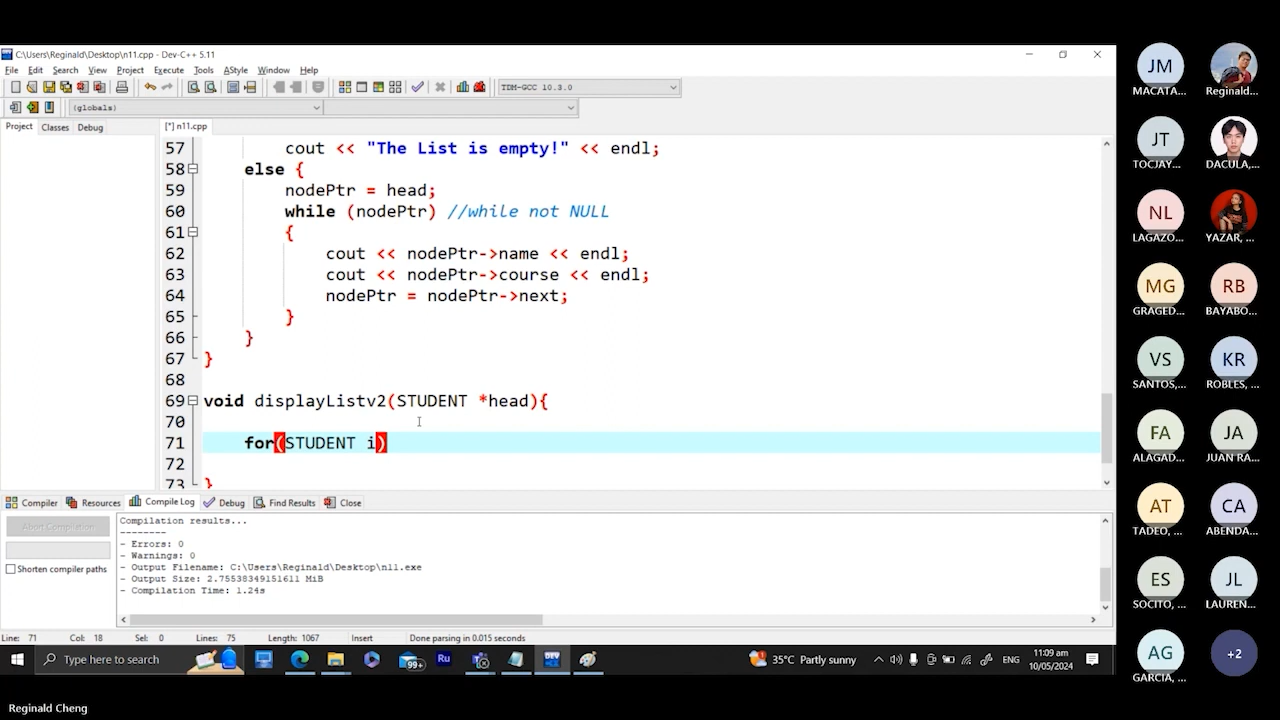 C:\Users\Reginald\Desktop\n11.cpp - Dev-C++ 5.11
File Edit Search View Project Execute Tools AStyle Window Help
TDM-GCC 10.3.0
(globals)
Project Classes Debug
[*] n11.cpp
57 cout << "The List is empty!" << endl;
58 else {
59 nodePtr = head;
60 while (nodePtr) //while not NULL
61 {
62 cout << nodePtr->name << endl;
63 cout << nodePtr->course << endl;
64 nodePtr = nodePtr->next;
65 }
66 }
67 }
68
69 void displayListv2(STUDENT *head){
70
71 for(STUDENT i)
72
73 }
Compiler Resources Compile Log Debug Find Results Close
Abort Compilation
Shorten compiler paths
Compilation results...
--------
- Errors: 0
- Warnings: 0
- Output Filename: C:\Users\Reginald\Desktop\n11.exe
- Output Size: 2.75538349151611 MiB
- Compilation Time: 1.24s
Line: 71 Col: 18 Sel: 0 Lines: 75 Length: 1067 Insert Done parsing in 0.015 seconds
Type here to search
99+
Ru
DEV
35°C Partly sunny
ENG
11:09 am
10/05/2024
JM
MACATA...
Reginald...
JT
TOCJAY...
DACULA,...
NL
LAGAZO...
YAZAR, ...
MG
GRAGED...
RB
BAYABO...
VS
SANTOS,...
KR
ROBLES, ...
FA
ALAGAD...
JA
JUAN RA...
AT
TADEO, ...
CA
ABENDA...
ES
SOCITO, ...
JL
LAUREN...
AG
GARCIA, ...
+2
Reginald Cheng